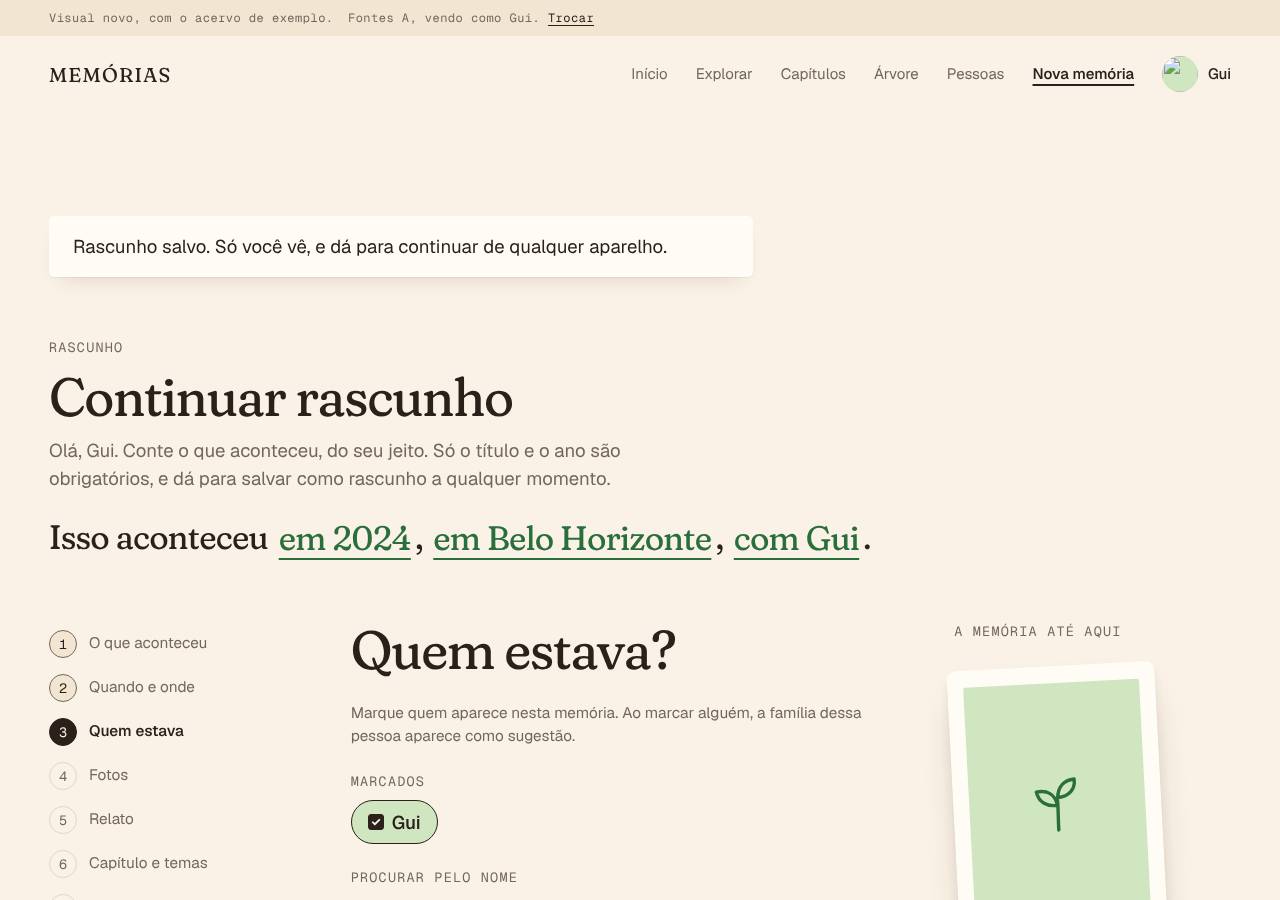 Visual novo, com o acervo de exemplo. Fontes A, vendo como Gui. Trocar
MEMÓRIAS
Início
Explorar
Capítulos
Árvore
Pessoas
Nova memória
Gui
Rascunho salvo. Só você vê, e dá para continuar de qualquer aparelho.
RASCUNHO
Continuar rascunho
Olá, Gui. Conte o que aconteceu, do seu jeito. Só o título e o ano são
obrigatórios, e dá para salvar como rascunho a qualquer momento.
Isso aconteceu em 2024, em Belo Horizonte, com Gui.
1 O que aconteceu
2 Quando e onde
3 Quem estava
4 Fotos
5 Relato
6 Capítulo e temas
Quem estava?
Marque quem aparece nesta memória. Ao marcar alguém, a família dessa
pessoa aparece como sugestão.
MARCADOS
Gui
PROCURAR PELO NOME
A MEMÓRIA ATÉ AQUI